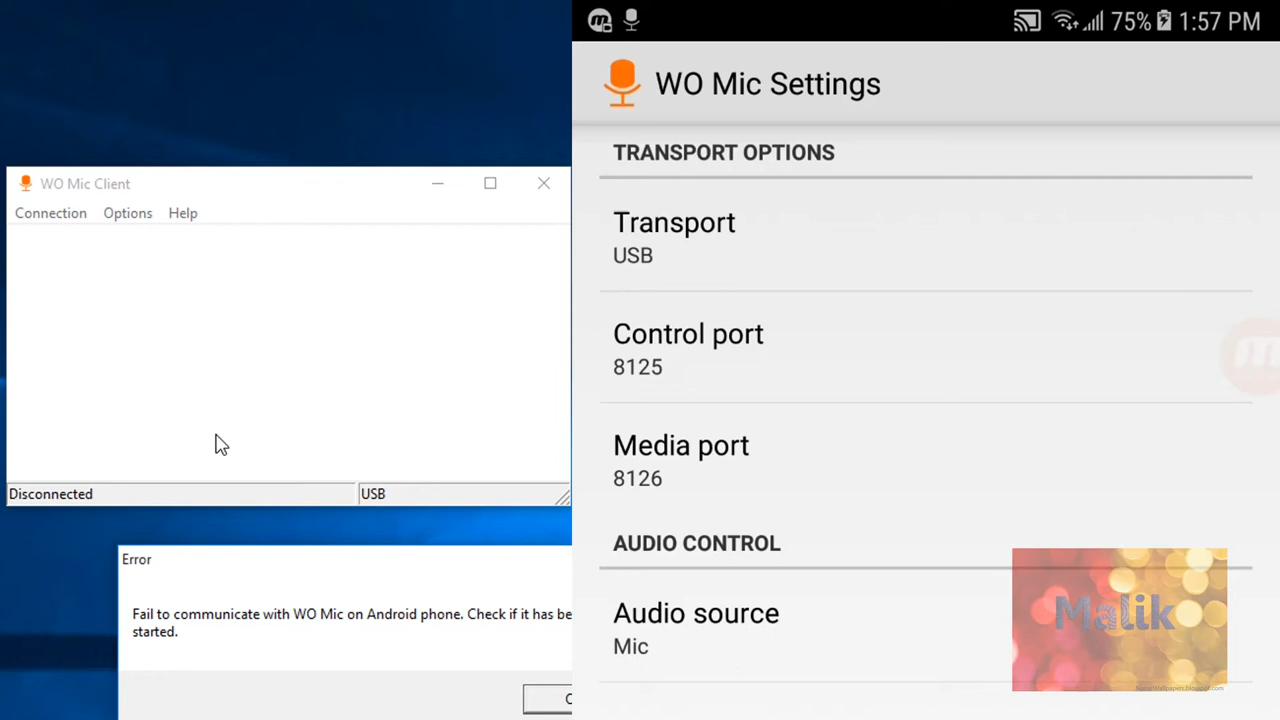 WO Mic Client
Connection Options Help
Disconnected
USB
Error
Fail to communicate with WO Mic on Android phone. Check if it has be
started.
75% 1:57 PM
WO Mic Settings
TRANSPORT OPTIONS
Transport
USB
Control port
8125
Media port
8126
AUDIO CONTROL
Audio source
Mic
Malik